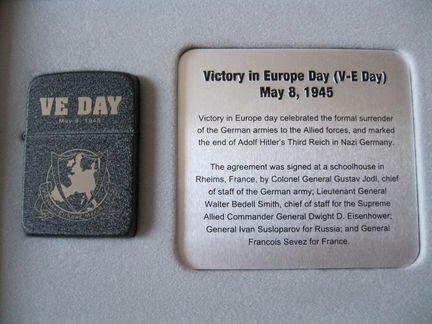 VE DAY
May 8, 1945
Victory in Europe Day (V-E Day)
May 8, 1945
Victory in Europe day celebrated the formal surrender
of the German armies to the Allied forces, and marked
the end of Adolf Hitler's Third Reich in Nazi Germany.
The agreement was signed at a schoolhouse in
Rheims, France, by Colonel General Gustav Jodl, chief
of staff of the German army; Lieutenant General
Walter Bedell Smith, chief of staff for the Supreme
Allied Commander General Dwight D. Eisenhower;
General Ivan Susloparov for Russia; and General
Francois Sevez for France.